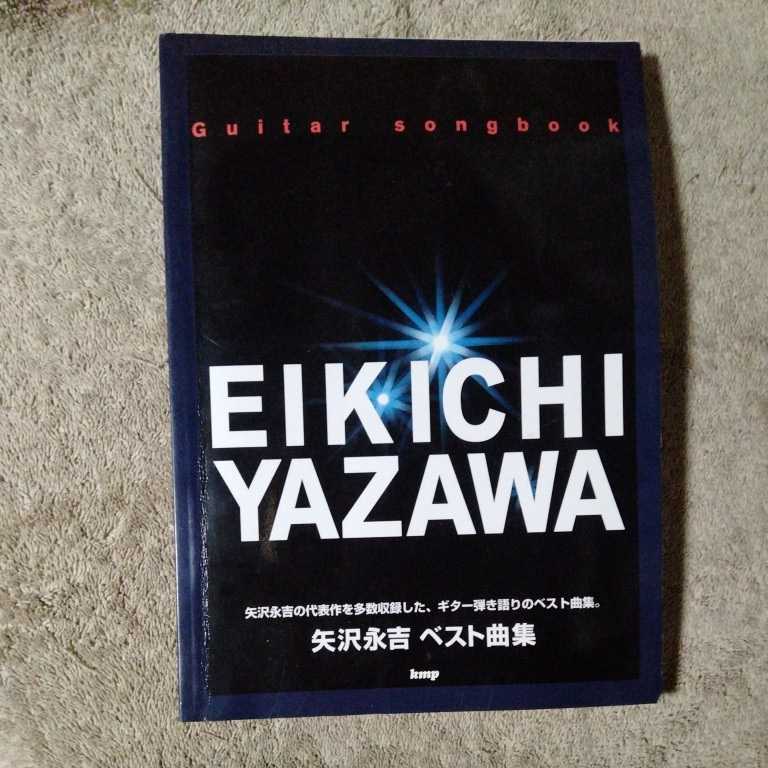 Guitar songbook
EIKICHI
YAZAWA
矢沢永吉の代表作を多数収録した、ギター弾き語りのベスト曲集。
矢沢永吉 ベスト曲集
kmp